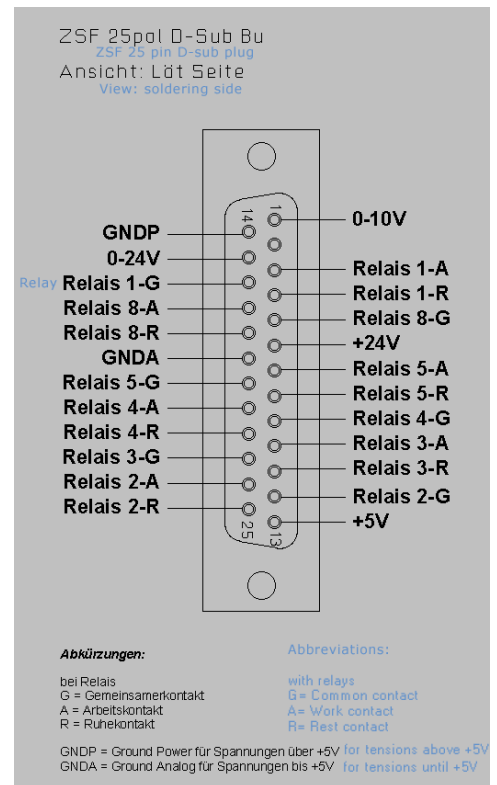 ZSF 25pol D-Sub Bu
ZSF 25 pin D-sub plug
Ansicht: Löt Seite
View: soldering side
14
1
GNDP
0-24V
Relay Relais 1-G
Relais 8-A
Relais 8-R
GNDA
Relais 5-G
Relais 4-A
Relais 4-R
Relais 3-G
Relais 2-A
Relais 2-R
0-10V
Relais 1-A
Relais 1-R
Relais 8-G
+24V
Relais 5-A
Relais 5-R
Relais 4-G
Relais 3-A
Relais 3-R
Relais 2-G
+5V
25
13
Abkürzungen:
bei Relais
G = Gemeinsamerkontakt
A = Arbeitskontakt
R = Ruhekontakt
Abbreviations:
with relays
G= Common contact
A= Work contact
R= Rest contact
GNDP = Ground Power für Spannungen über +5V for tensions above +5V
GNDA = Ground Analog für Spannungen bis +5V for tensions until +5V